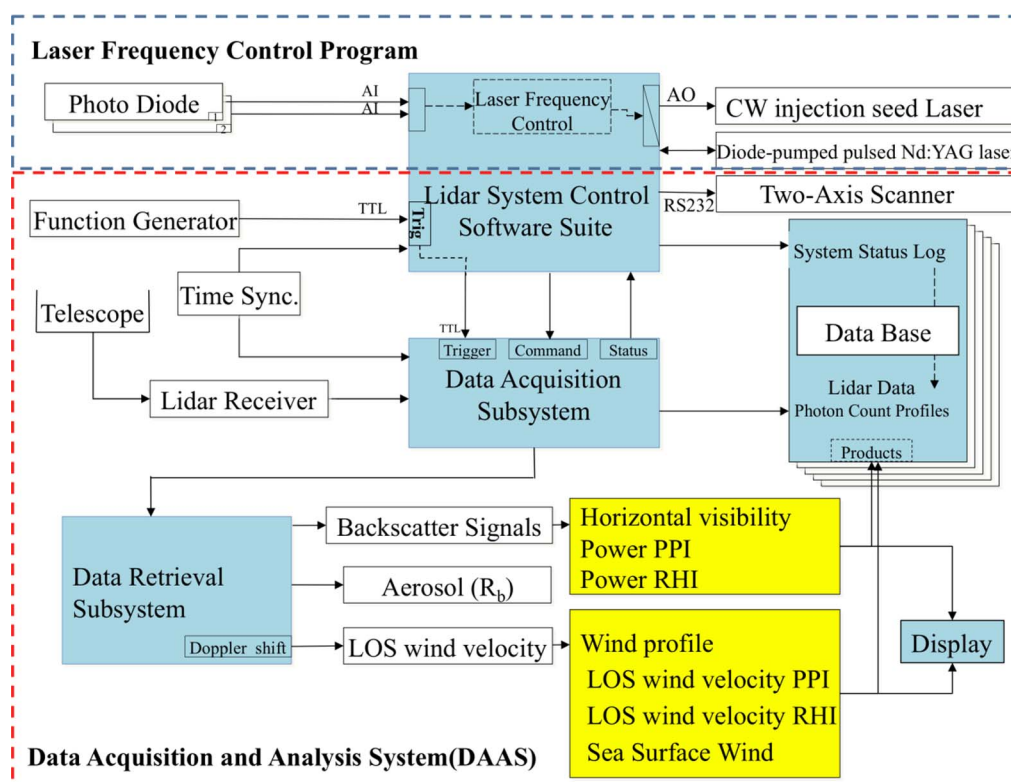 Laser Frequency Control Program
Photo Diode
1
2
AI
AI
Laser Frequency
Control
AO
CW injection seed Laser
Diode-pumped pulsed Nd:YAG laser
Lidar System Control
Software Suite
RS232
Two-Axis Scanner
Function Generator
TTL
Trig
System Status Log
Time Sync.
Telescope
Data Base
TTL
Trigger
Command
Status
Data Acquisition
Subsystem
Lidar Receiver
Lidar Data
Photon Count Profiles
Products
Data Retrieval
Subsystem
Doppler shift
Backscatter Signals
Aerosol (Rb)
LOS wind velocity
Horizontal visibility
Power PPI
Power RHI
Wind profile
LOS wind velocity PPI
LOS wind velocity RHI
Sea Surface Wind
Display
Data Acquisition and Analysis System(DAAS)